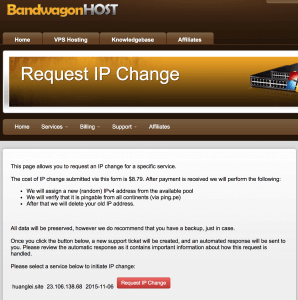 BandwagonHOST
Home VPS Hosting Knowledgebase Affiliates
Request IP Change
Home Services Billing Support Affiliates
This page allows you to request an IP change for a specific service.
The cost of IP change submitted via this form is $8.79. After payment is received we will perform the following:
• We will assign a new (random) IPv4 address from the available pool
• We will verify that it is pingable from all continents (via ping.pe)
• After that we will delete your old IP address.
All data will be preserved, however we do recommend that you have a backup, just in case.
Once you click the button below, a new support ticket will be created, and an automated response will be sent to
you. Please review the automatic response as it contains important information about how this request is
handled.
Please select a service below to initiate IP change:
huanglei.site 23.106.138.68 2015-11-06 Request IP Change